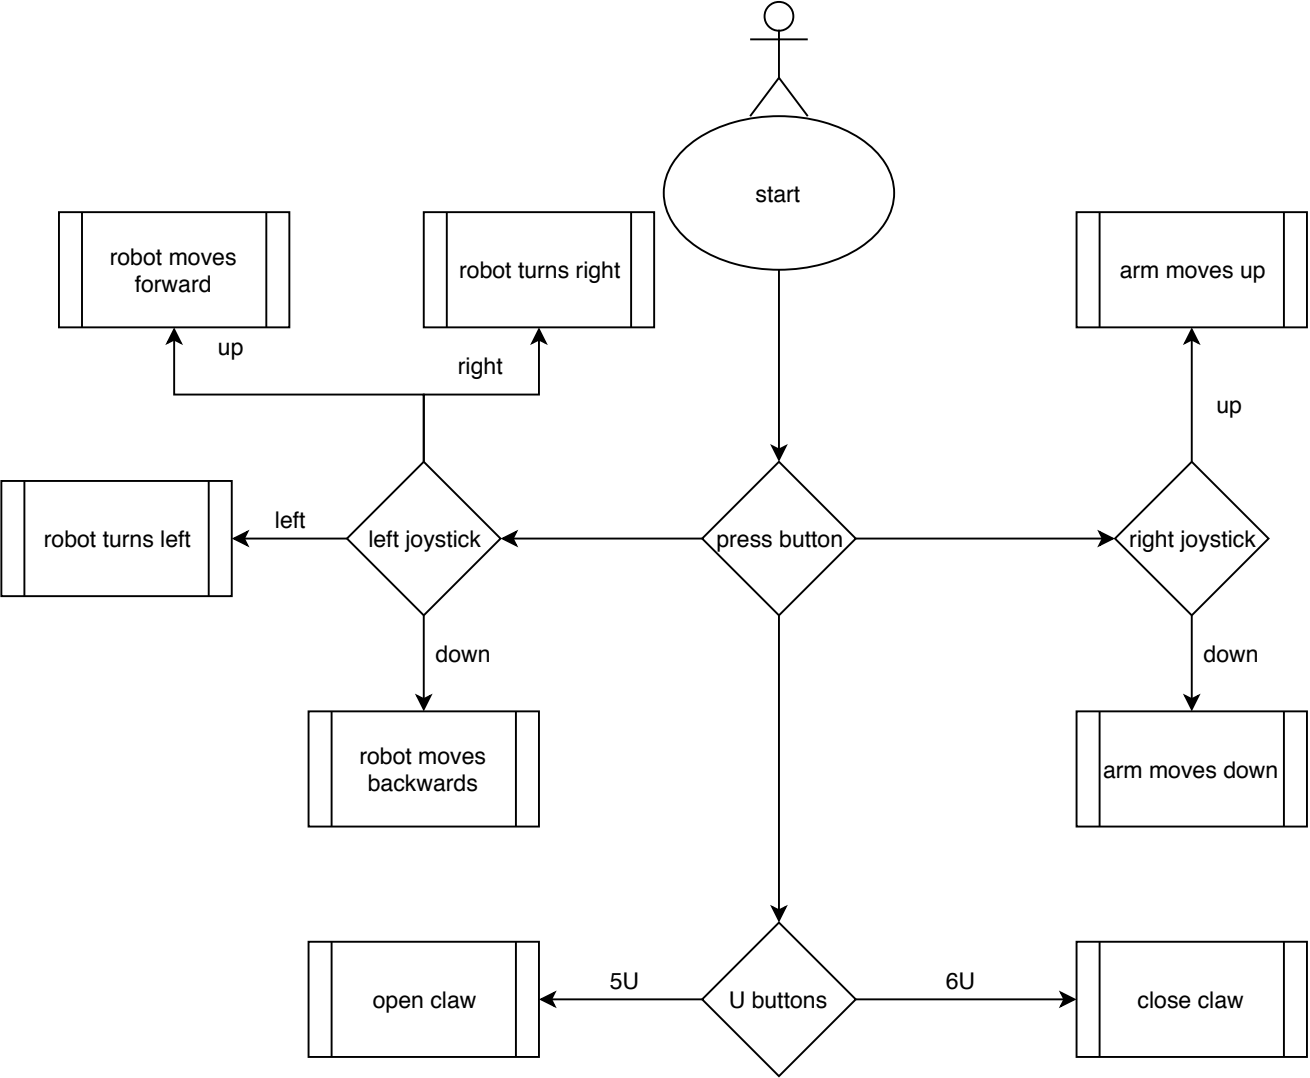 start
robot moves
forward
robot turns right
arm moves up
up
right
up
left
robot turns left
left joystick
press button
right joystick
down
down
robot moves
backwards
arm moves down
5U
6U
open claw
U buttons
close claw